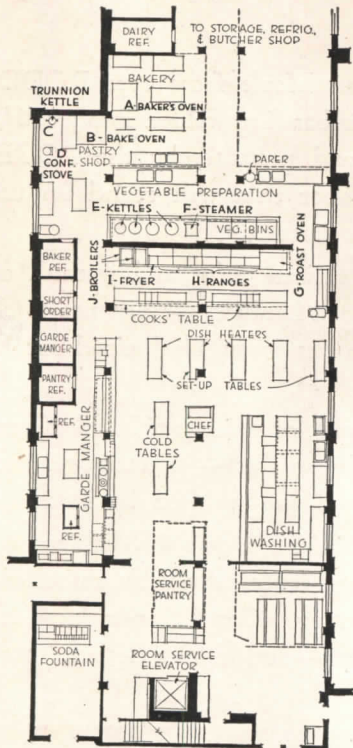 TO STORAGE, REFRIG.,
& BUTCHER SHOP
DAIRY
REF.
BAKERY
A-BAKER'S OVEN
TRUNNION
KETTLE
C
B-BAKE OVEN
PASTRY
SHOP
D
CONF.
STOVE
PARER
VEGETABLE PREPARATION
E-KETTLES
F-STEAMER
VEG. BINS
G-ROAST OVEN
J-BROILERS
I-FRYER
H-RANGES
COOKS' TABLE
BAKER
REF.
SHORT
ORDER
GARDE
MANGER
PANTRY
REF.
DISH HEATERS
SET-UP TABLES
REF.
GARDE MANGER
COLD
TABLES
CHEF
REF.
DISH
WASHING
ROOM
SERVICE
PANTRY
SODA
FOUNTAIN
ROOM SERVICE
ELEVATOR